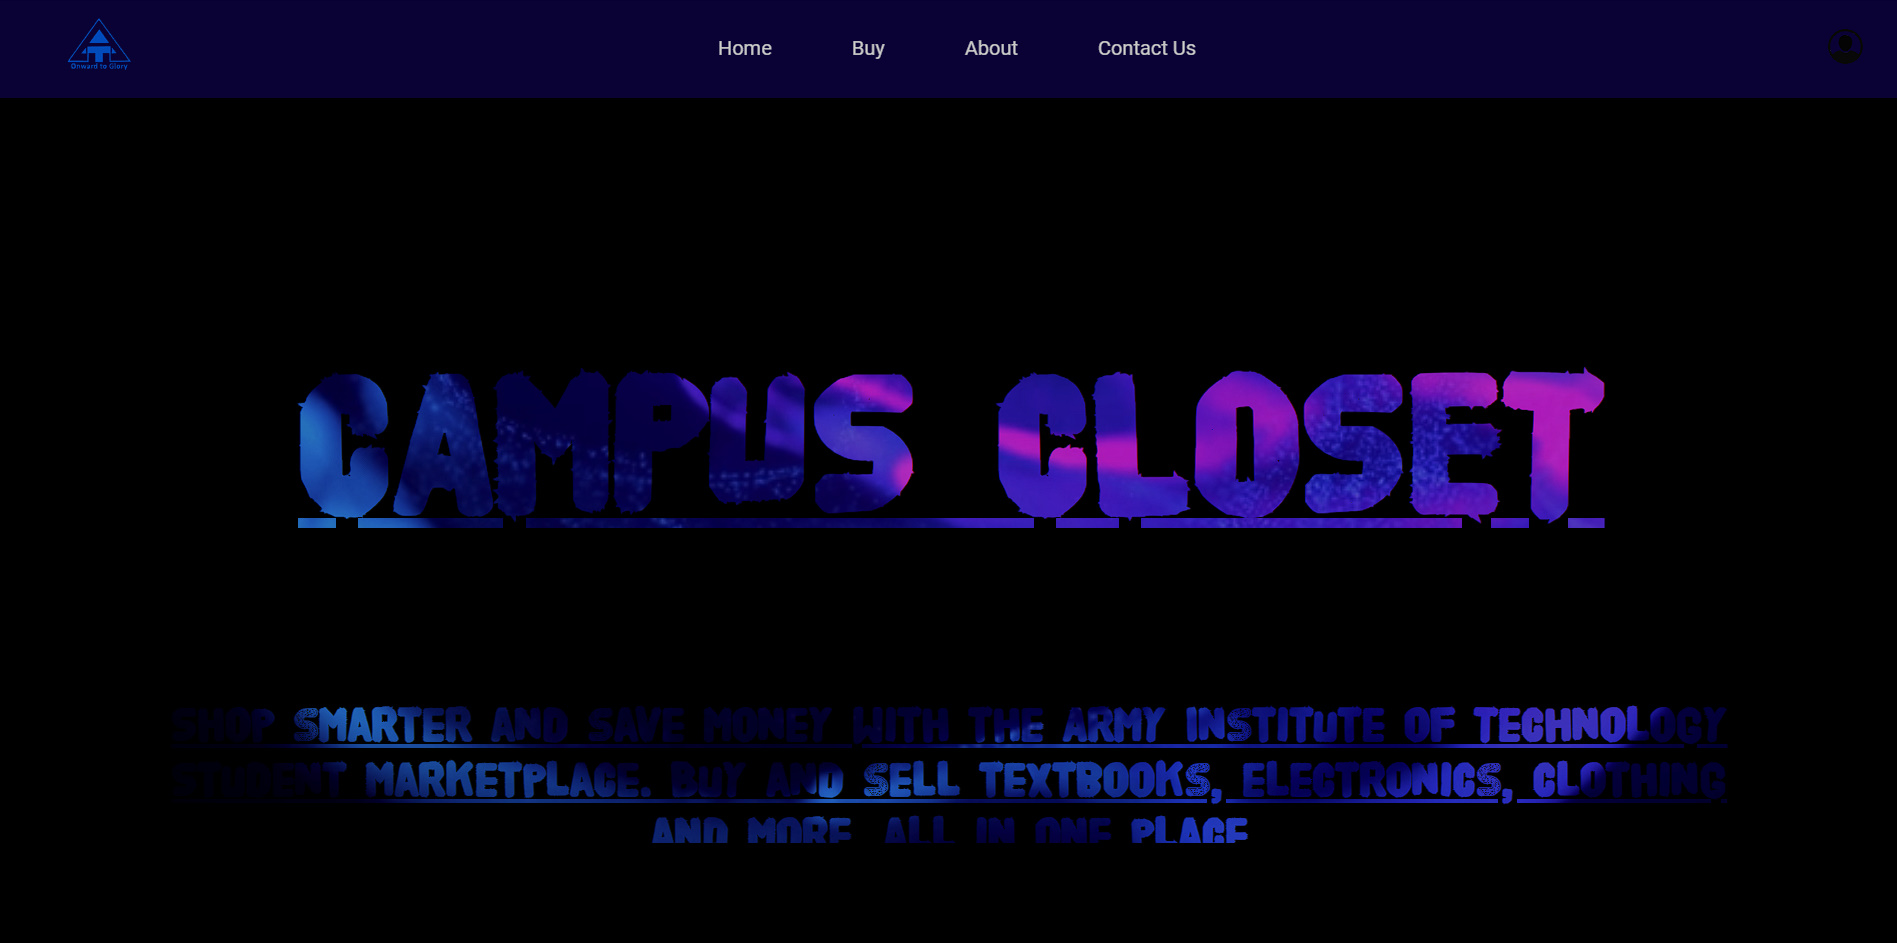 Onward to Glory
Home Buy About Contact Us
CAMPUS CLOSET
SHOP SMARTER AND SAVE MONEY WITH THE ARMY INSTITUTE OF TECHNOLOGY
STUDENT MARKETPLACE. BUY AND SELL TEXTBOOKS, ELECTRONICS, CLOTHING,
AND MORE ALL IN ONE PLACE